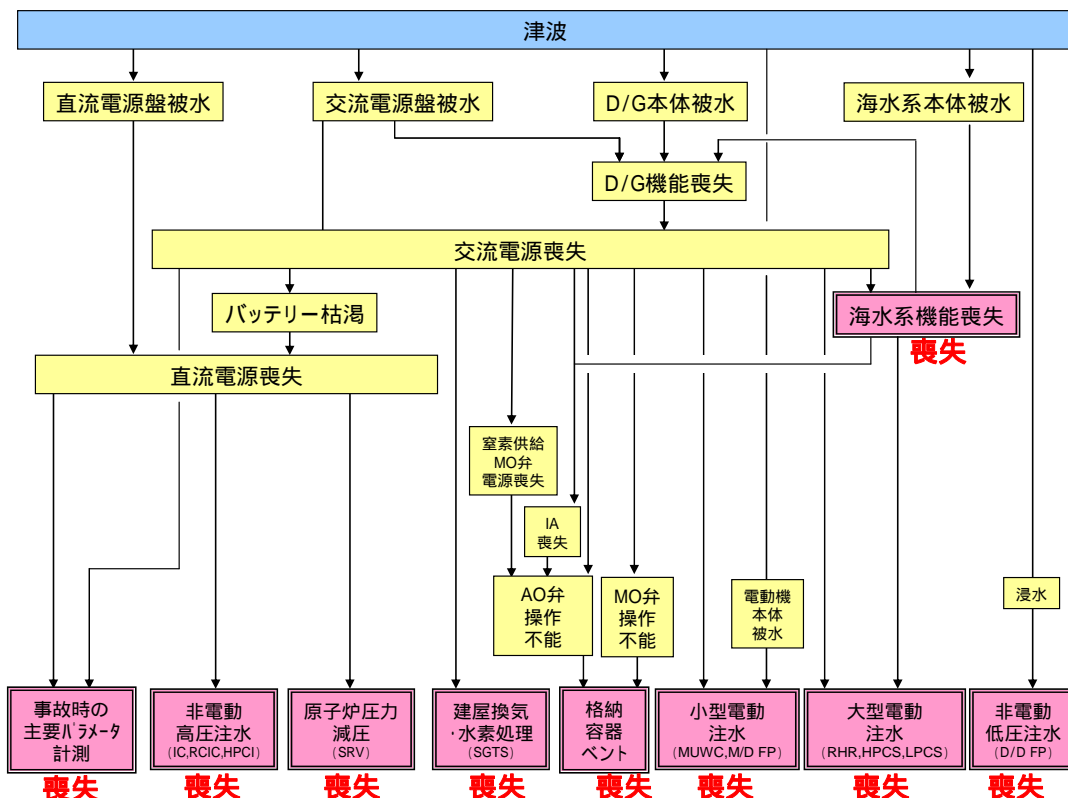 津波
直流電源盤被水
交流電源盤被水
D/G本体被水
海水系本体被水
D/G機能喪失
交流電源喪失
バッテリー枯渇
海水系機能喪失
喪失
直流電源喪失
窒素供給
MO弁
電源喪失
IA
喪失
AO弁
操作
不能
MO弁
操作
不能
電動機
本体
被水
浸水
事故時の
主要パラメータ
計測
喪失
非電動
高圧注水
(IC,RCIC,HPCI)
喪失
原子炉圧力
減圧
(SRV)
喪失
建屋換気
・水素処理
(SGTS)
喪失
格納
容器
ベント
喪失
小型電動
注水
(MUWC,M/D FP)
喪失
大型電動
注水
(RHR,HPCS,LPCS)
喪失
非電動
低圧注水
(D/D FP)
喪失